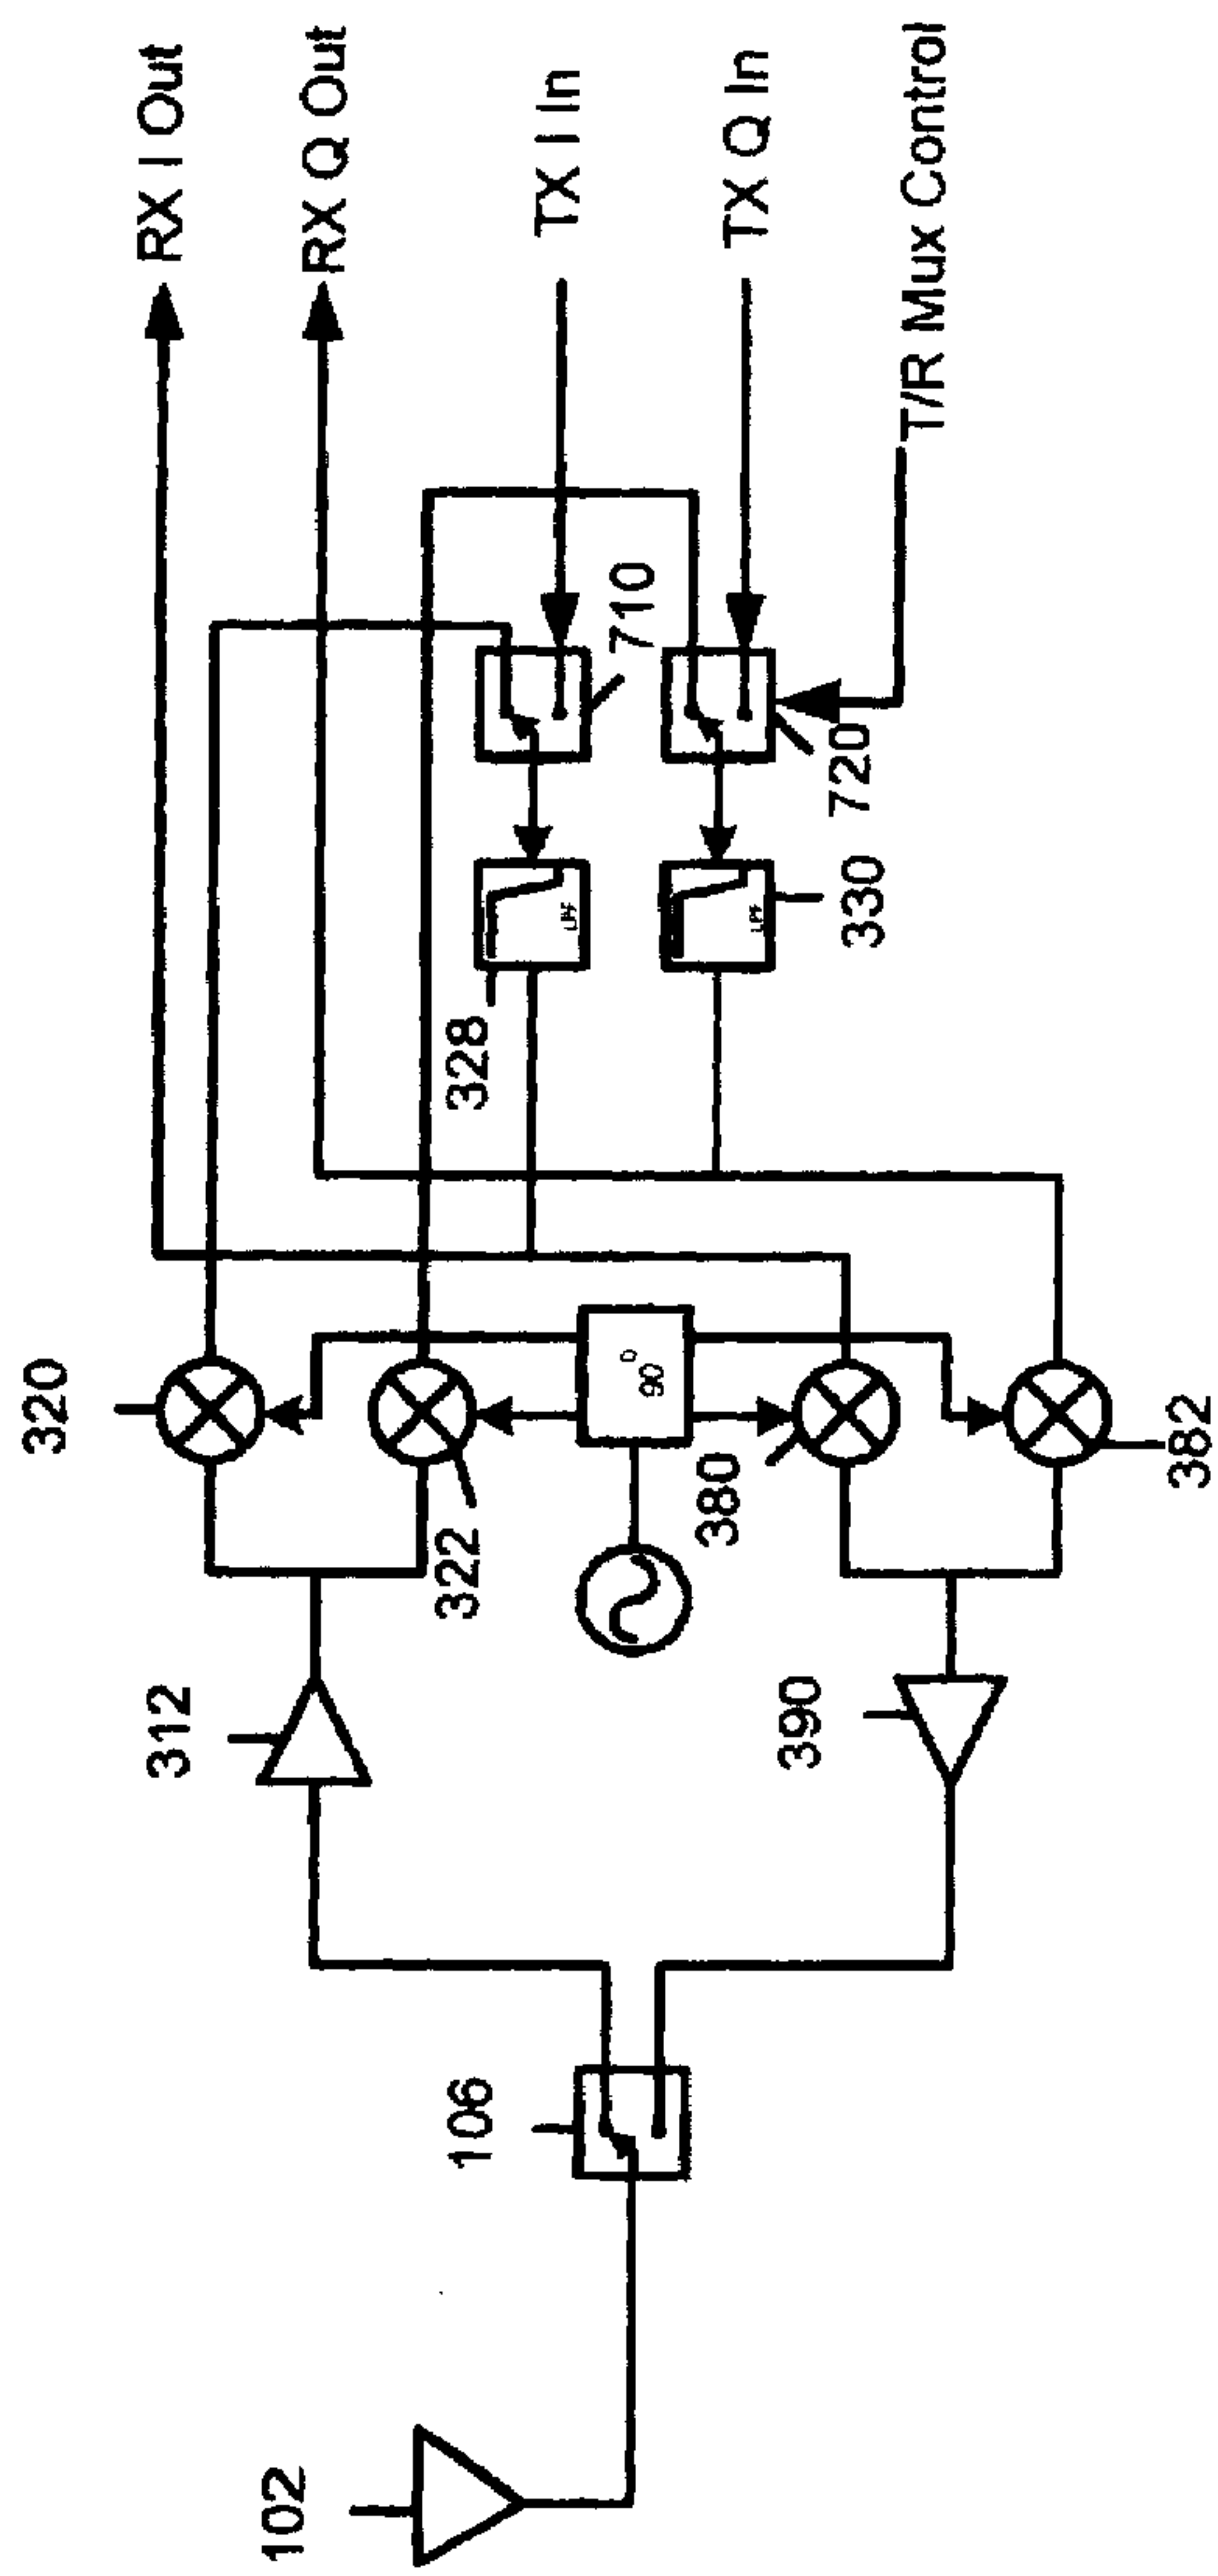 RX I Out
RX Q Out
TX I In
TX Q In
T/R Mux Control
320
312
102
328
710
322
106
90°
LPF
LPF
720
330
380
390
382